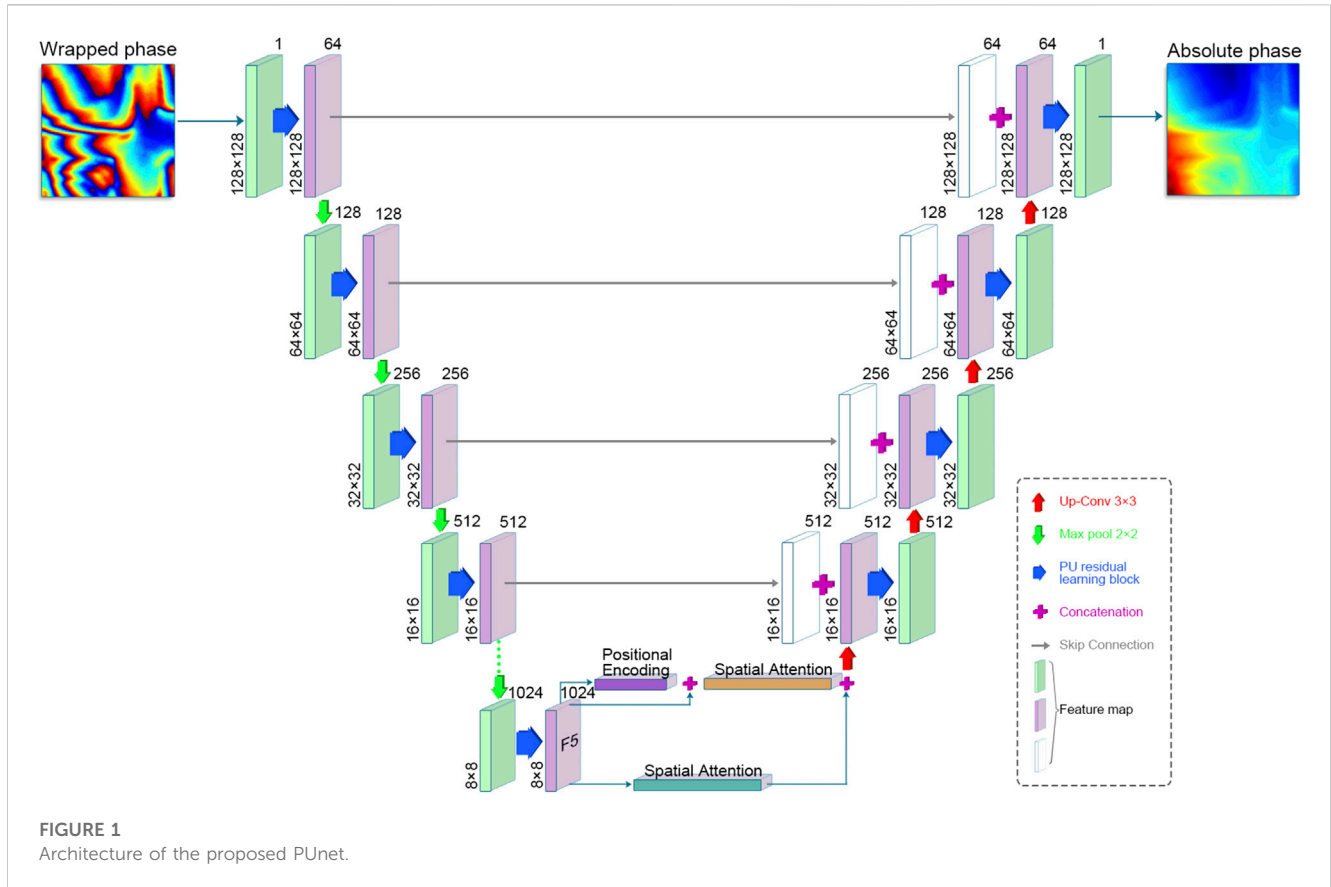 Wrapped phase
1
64
64
64
1
Absolute phase
128×128
128×128
128×128
128×128
128×128
128
128
128
128
128
64×64
64×64
64×64
64×64
64×64
256
256
256
256
256
32×32
32×32
32×32
32×32
32×32
512
512
512
512
512
16×16
16×16
16×16
16×16
16×16
1024
1024
Positional
Encoding
Spatial Attention
F5
8×8
8×8
Spatial Attention
Up-Conv 3×3
Max pool 2×2
PU residual
learning block
Concatenation
Skip Connection
Feature map
FIGURE 1
Architecture of the proposed PUnet.